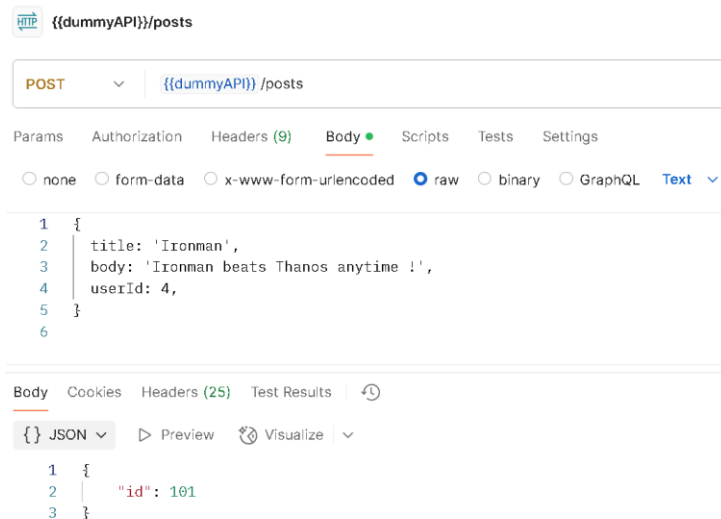 HTTP {{dummyAPI}}/posts
POST {{dummyAPI}} /posts
Params Authorization Headers (9) Body Scripts Tests Settings
none form-data x-www-form-urlencoded raw binary GraphQL Text
1 {
2 title: 'Ironman',
3 body: 'Ironman beats Thanos anytime !',
4 userId: 4,
5 }
6
Body Cookies Headers (25) Test Results
{} JSON Preview Visualize
1 {
2 "id": 101
3 }